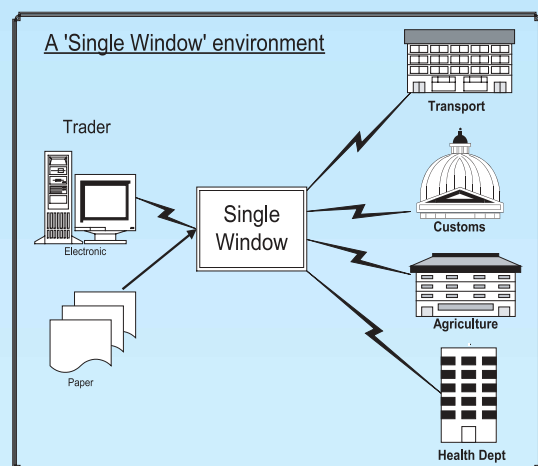 A 'Single Window' environment
Transport
Trader
Customs
Single
Window
Electronic
Agriculture
Paper
Health Dept